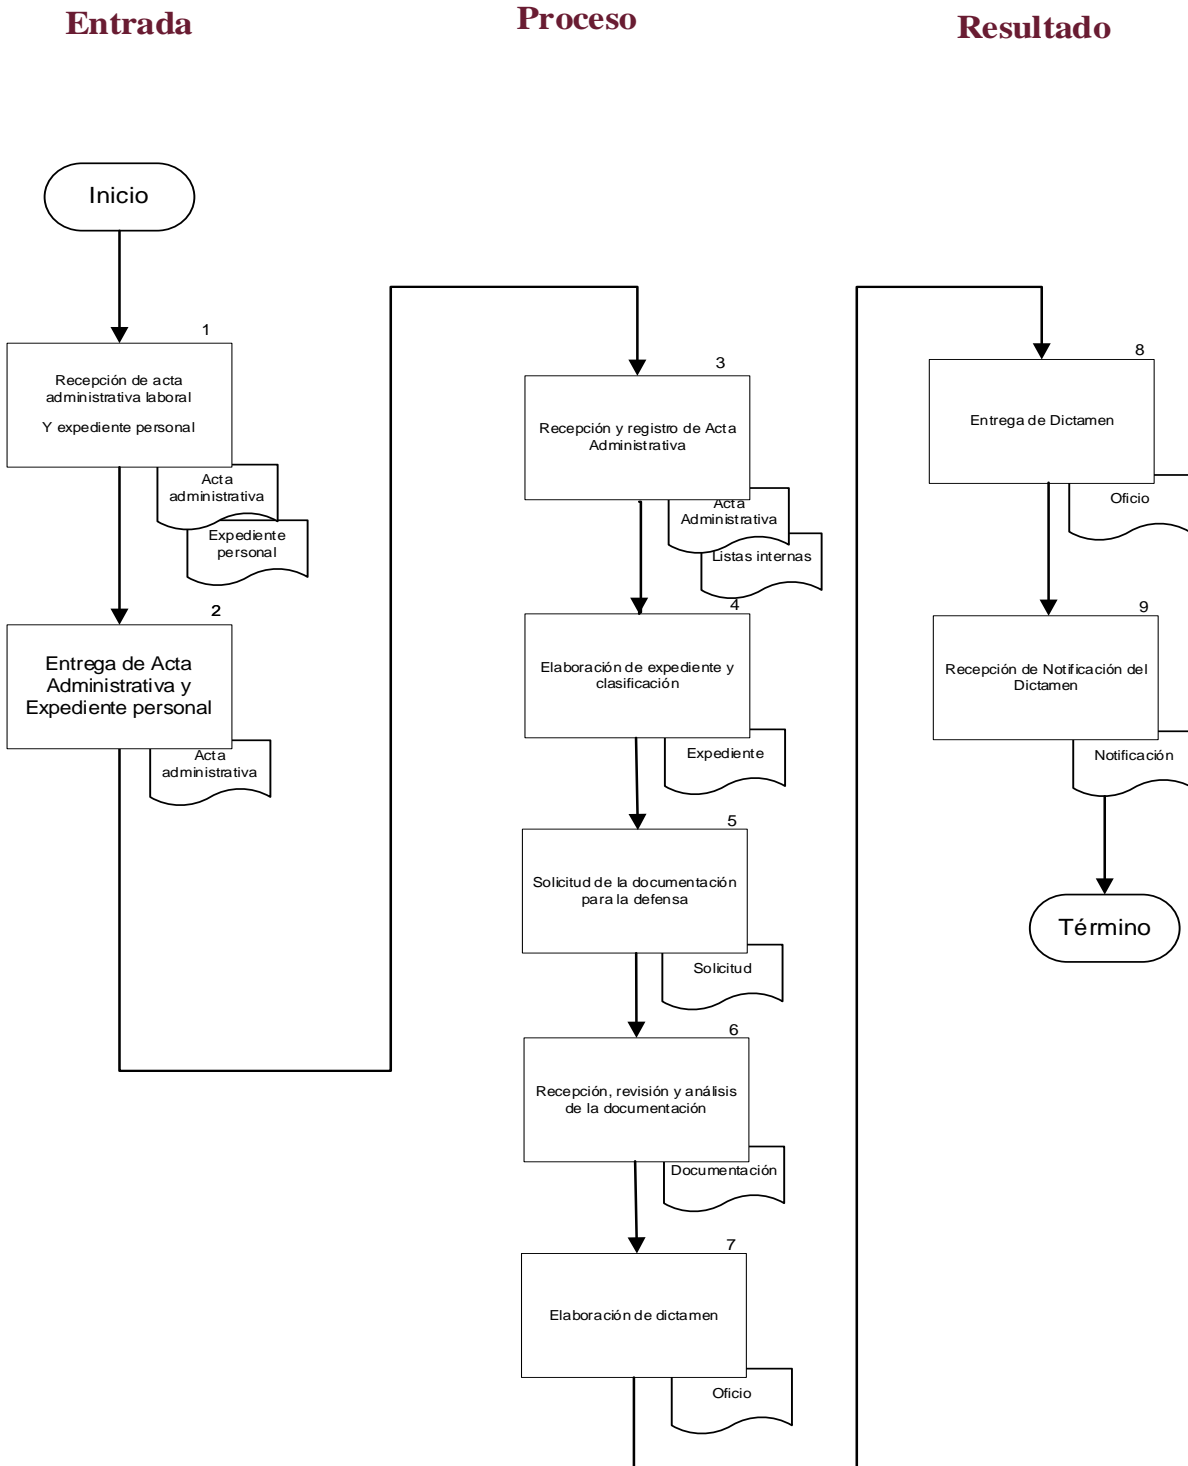 Entrada
Proceso
Resultado
Inicio
1
Recepción de acta
administrativa laboral
Y expediente personal
Acta
administrativa
Expediente
personal
2
Entrega de Acta
Administrativa y
Expediente personal
Acta
administrativa
3
Recepción y registro de Acta
Administrativa
Acta
Administrativa
Listas internas
4
Elaboración de expediente y
clasificación
Expediente
5
Solicitud de la documentación
para la defensa
Solicitud
6
Recepción, revisión y análisis
de la documentación
Documentación
7
Elaboración de dictamen
Oficio
8
Entrega de Dictamen
Oficio
9
Recepción de Notificación del
Dictamen
Notificación
Término